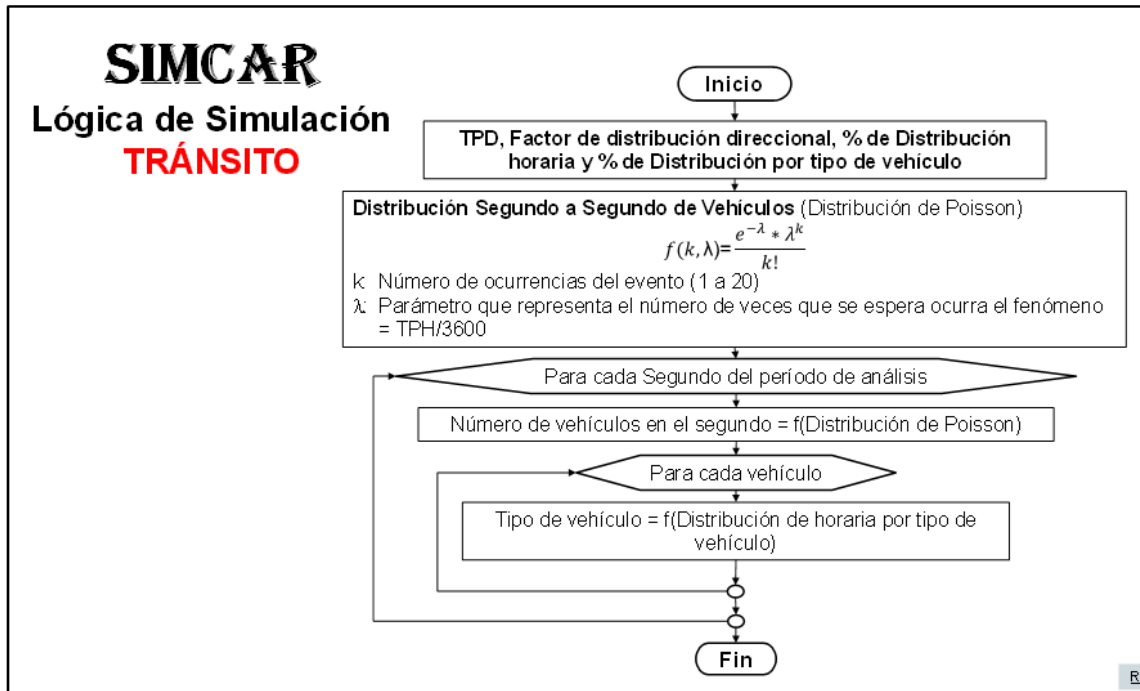 SIMCAR
Lógica de Simulación
TRÁNSITO
Inicio
TPD, Factor de distribución direccional, % de Distribución
horaria y % de Distribución por tipo de vehículo
Distribución Segundo a Segundo de Vehículos (Distribución de Poisson)
f(k,λ)=\frac{e^{-λ} * λ^k}{k!}
k: Número de ocurrencias del evento (1 a 20)
λ: Parámetro que representa el número de veces que se espera ocurra el fenómeno
= TPH/3600
Para cada Segundo del período de análisis
Número de vehículos en el segundo = f(Distribución de Poisson)
Para cada vehículo
Tipo de vehículo = f(Distribución de horaria por tipo de
vehículo)
Fin
R